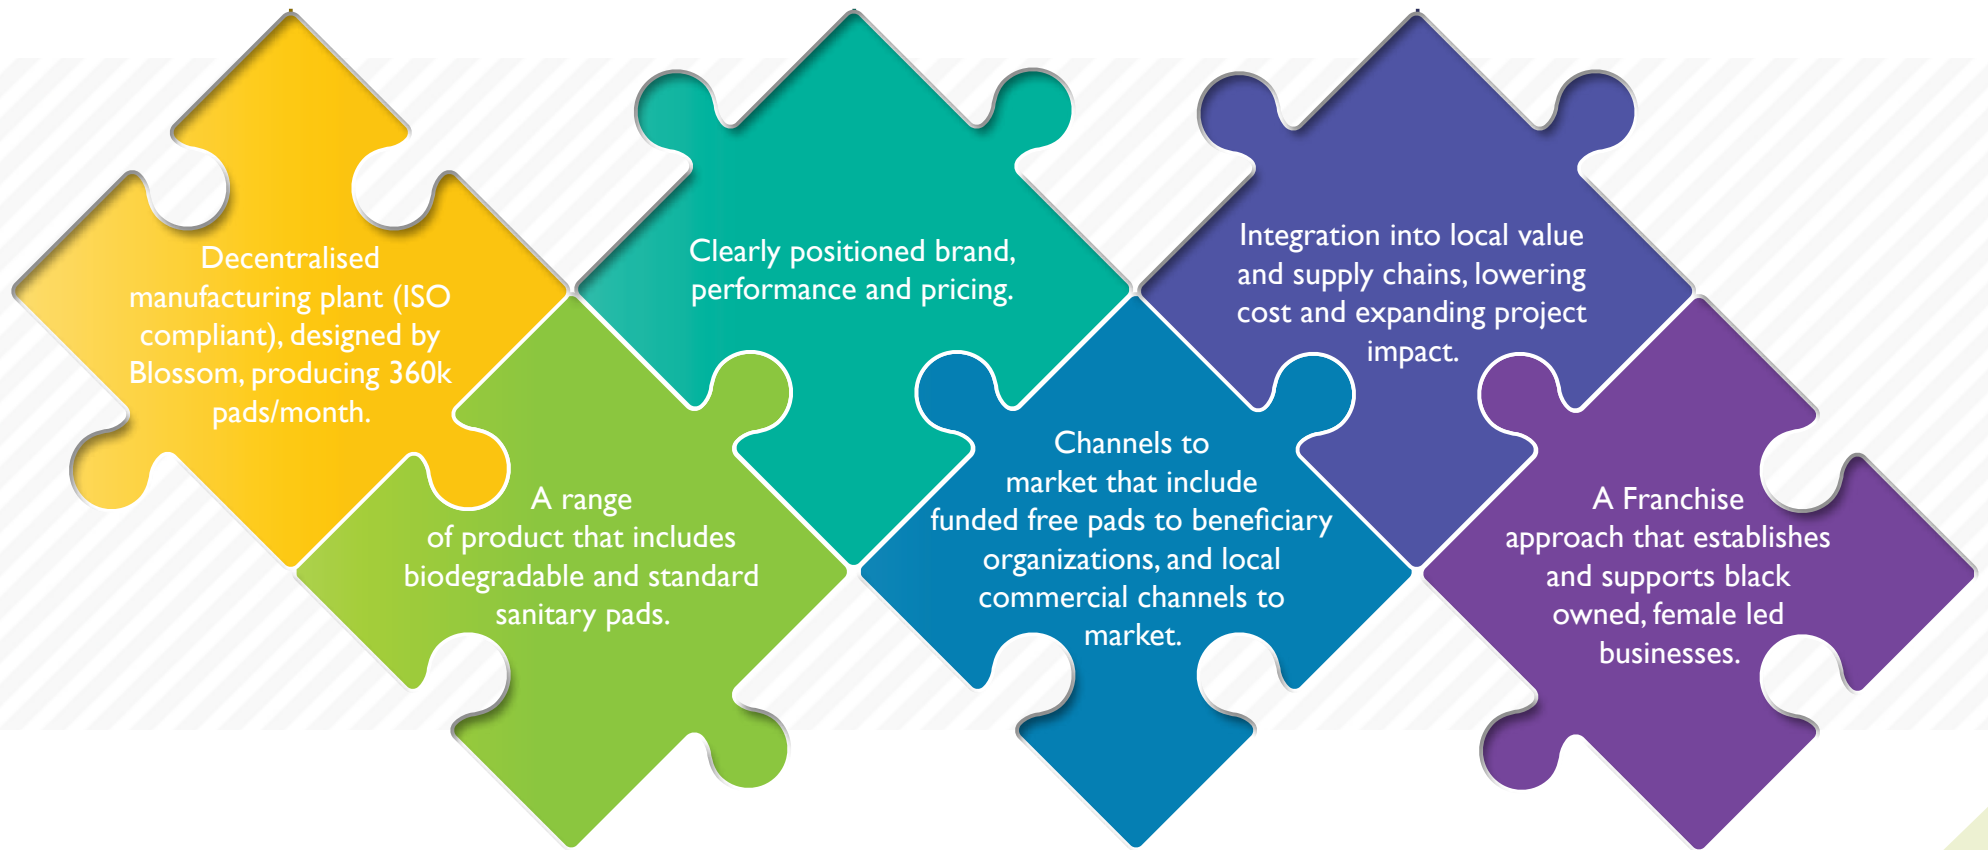 Decentralised
manufacturing plant (ISO
compliant), designed by
Blossom, producing 360k
pads/month.
A range
of product that includes
biodegradable and standard
sanitary pads.
Clearly positioned brand,
performance and pricing.
Channels to
market that include
funded free pads to beneficiary
organizations, and local
commercial channels to
market.
Integration into local value
and supply chains, lowering
cost and expanding project
impact.
A Franchise
approach that establishes
and supports black
owned, female led
businesses.